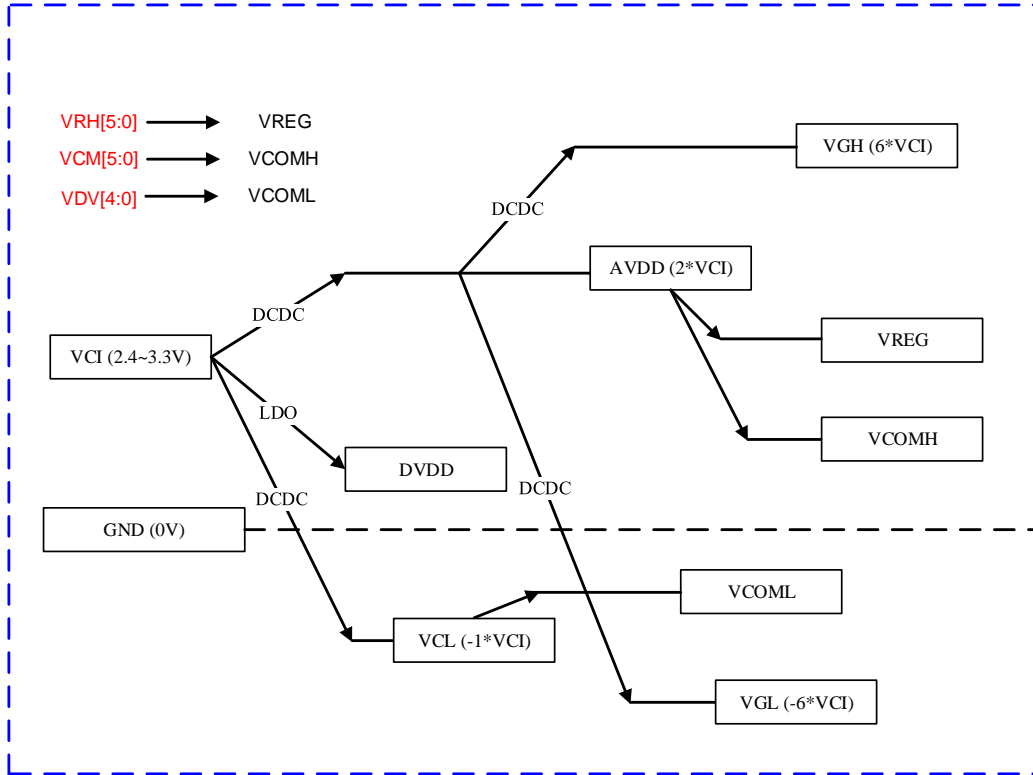 VRH[5:0] VREG
VCM[5:0] VCOMH
VDV[4:0] VCOML
VGH (6*VCI)
DCDC
AVDD (2*VCI)
DCDC
VREG
VCI (2.4~3.3V)
LDO
VCOMH
DVDD
DCDC
DCDC
GND (0V)
VCOML
VCL (-1*VCI)
VGL (-6*VCI)